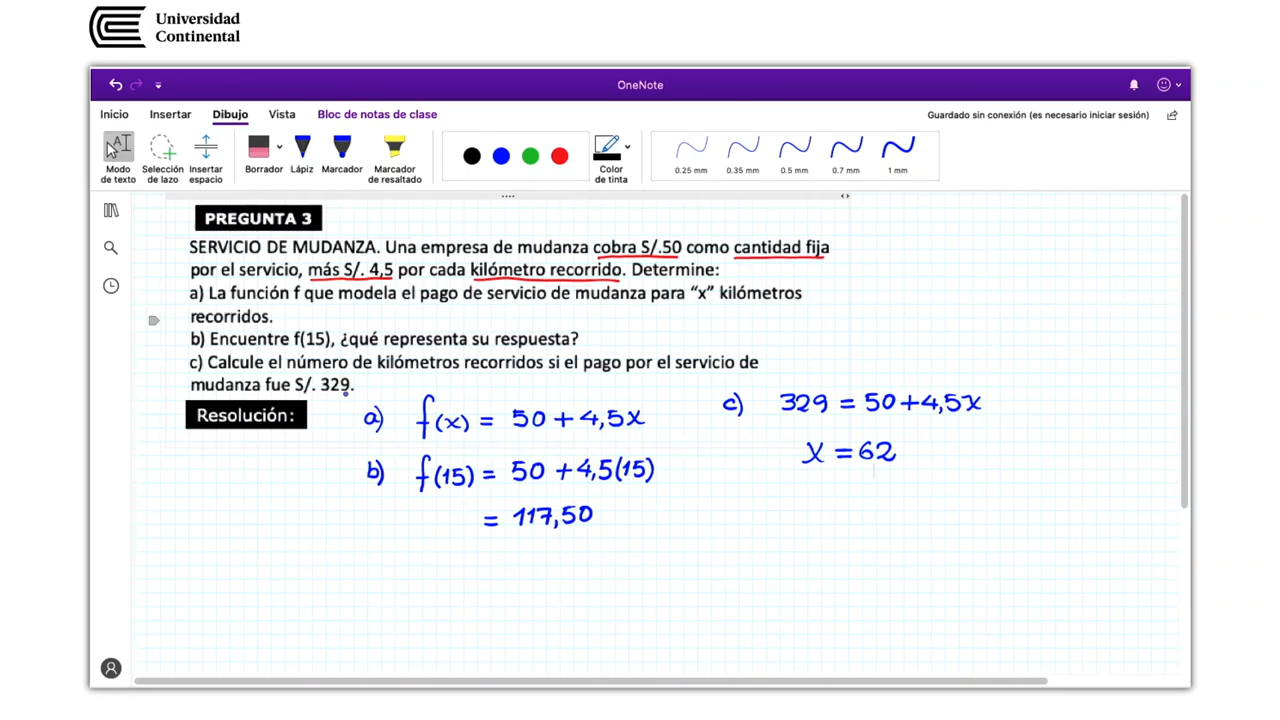 Universidad
Continental
OneNote
Inicio Insertar Dibujo Vista Bloc de notas de clase
Guardado sin conexión (es necesario iniciar sesión)
Modo de texto
Selección de lazo
Insertar espacio
Borrador
Lápiz
Marcador
Marcador de resaltado
Color de tinta
0.25 mm 0.35 mm 0.5 mm 0.7 mm 1 mm
PREGUNTA 3
SERVICIO DE MUDANZA. Una empresa de mudanza cobra S/.50 como cantidad fija
por el servicio, más S/. 4,5 por cada kilómetro recorrido. Determine:
a) La función f que modela el pago de servicio de mudanza para “x” kilómetros
recorridos.
b) Encuentre f(15), ¿qué representa su respuesta?
c) Calcule el número de kilómetros recorridos si el pago por el servicio de
mudanza fue S/. 329.
Resolución:
a) f(x) = 50 + 4,5x
b) f(15) = 50 + 4,5(15)
= 117,50
c) 329 = 50 + 4,5x
x = 62